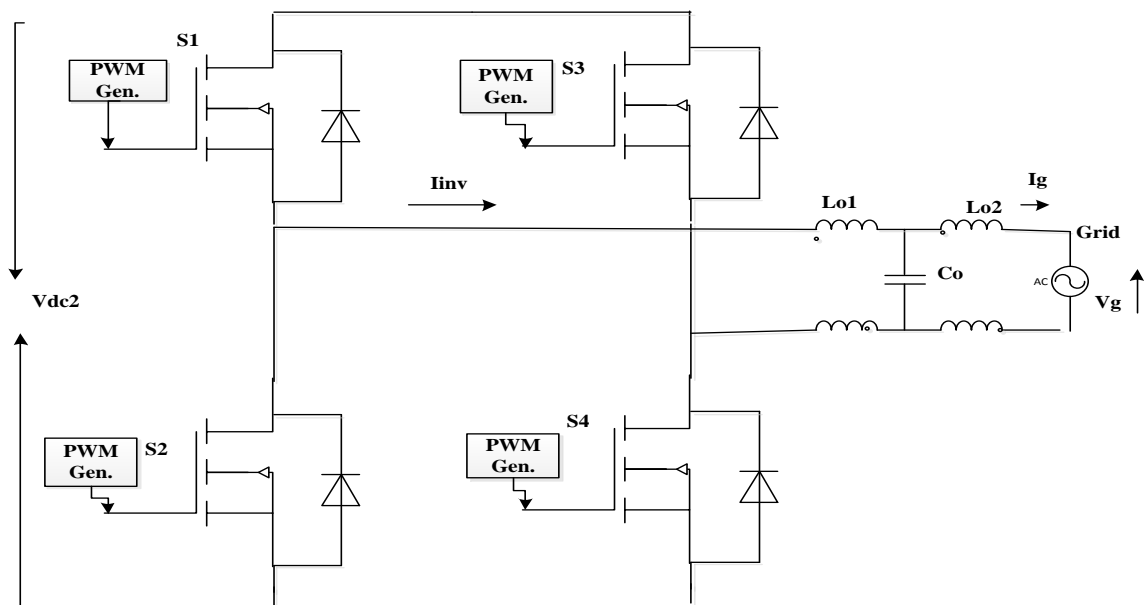 S1
PWM
Gen.
S3
PWM
Gen.
Iinv
Lo1
Lo2
Ig
Grid
Co
AC
Vg
Vdc2
S2
PWM
Gen.
S4
PWM
Gen.